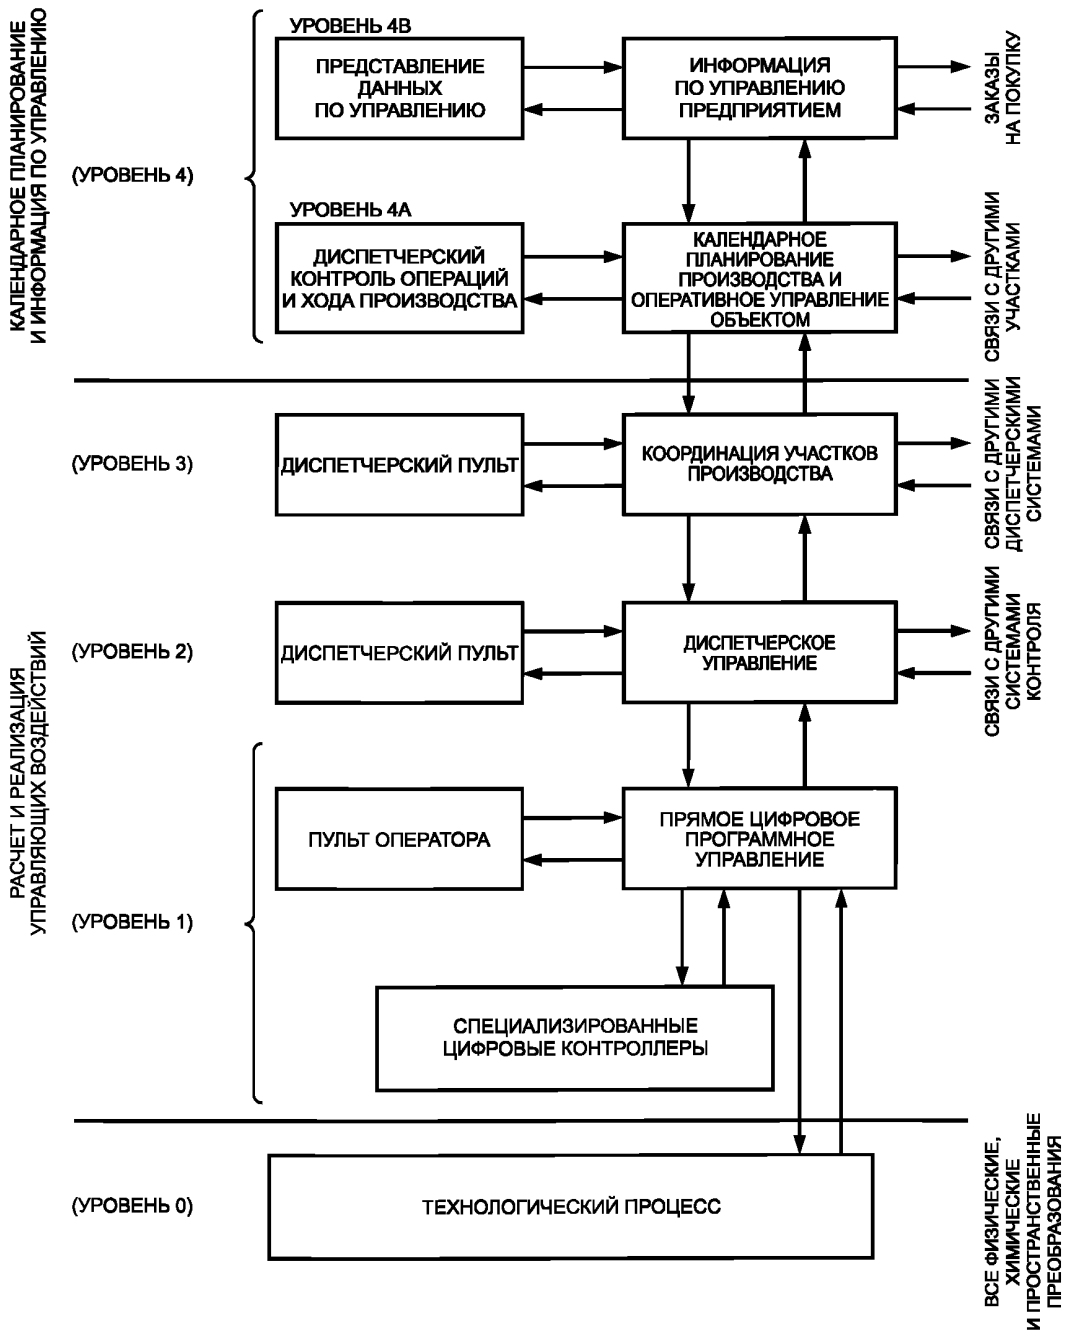 КАЛЕНДАРНОЕ ПЛАНИРОВАНИЕ
И ИНФОРМАЦИЯ ПО УПРАВЛЕНИЮ
(УРОВЕНЬ 4)
УРОВЕНЬ 4В
ПРЕДСТАВЛЕНИЕ
ДАННЫХ
ПО УПРАВЛЕНИЮ
ИНФОРМАЦИЯ
ПО УПРАВЛЕНИЮ
ПРЕДПРИЯТИЕМ
ЗАКАЗЫ
НА ПОКУПКУ
УРОВЕНЬ 4А
ДИСПЕТЧЕРСКИЙ
КОНТРОЛЬ ОПЕРАЦИЙ
И ХОДА ПРОИЗВОДСТВА
КАЛЕНДАРНОЕ
ПЛАНИРОВАНИЕ
ПРОИЗВОДСТВА И
ОПЕРАТИВНОЕ УПРАВЛЕНИЕ
ОБЪЕКТОМ
СВЯЗИ С ДРУГИМИ
УЧАСТКАМИ
РАСЧЕТ И РЕАЛИЗАЦИЯ
УПРАВЛЯЮЩИХ ВОЗДЕЙСТВИЙ
(УРОВЕНЬ 3)
ДИСПЕТЧЕРСКИЙ ПУЛЬТ
КООРДИНАЦИЯ УЧАСТКОВ
ПРОИЗВОДСТВА
СВЯЗИ С ДРУГИМИ
ДИСПЕТЧЕРСКИМИ
СИСТЕМАМИ
(УРОВЕНЬ 2)
ДИСПЕТЧЕРСКИЙ ПУЛЬТ
ДИСПЕТЧЕРСКОЕ
УПРАВЛЕНИЕ
СВЯЗИ С ДРУГИМИ
СИСТЕМАМИ
КОНТРОЛЯ
(УРОВЕНЬ 1)
ПУЛЬТ ОПЕРАТОРА
ПРЯМОЕ ЦИФРОВОЕ
ПРОГРАММНОЕ
УПРАВЛЕНИЕ
СПЕЦИАЛИЗИРОВАННЫЕ
ЦИФРОВЫЕ КОНТРОЛЛЕРЫ
(УРОВЕНЬ 0)
ТЕХНОЛОГИЧЕСКИЙ ПРОЦЕСС
ВСЕ ФИЗИЧЕСКИЕ,
ХИМИЧЕСКИЕ
И ПРОСТРАНСТВЕННЫЕ
ПРЕОБРАЗОВАНИЯ